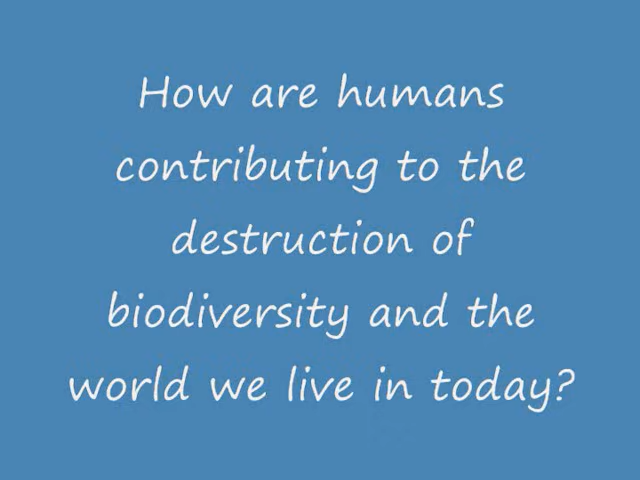 How are humans
contributing to the
destruction of
biodiversity and the
world we live in today?